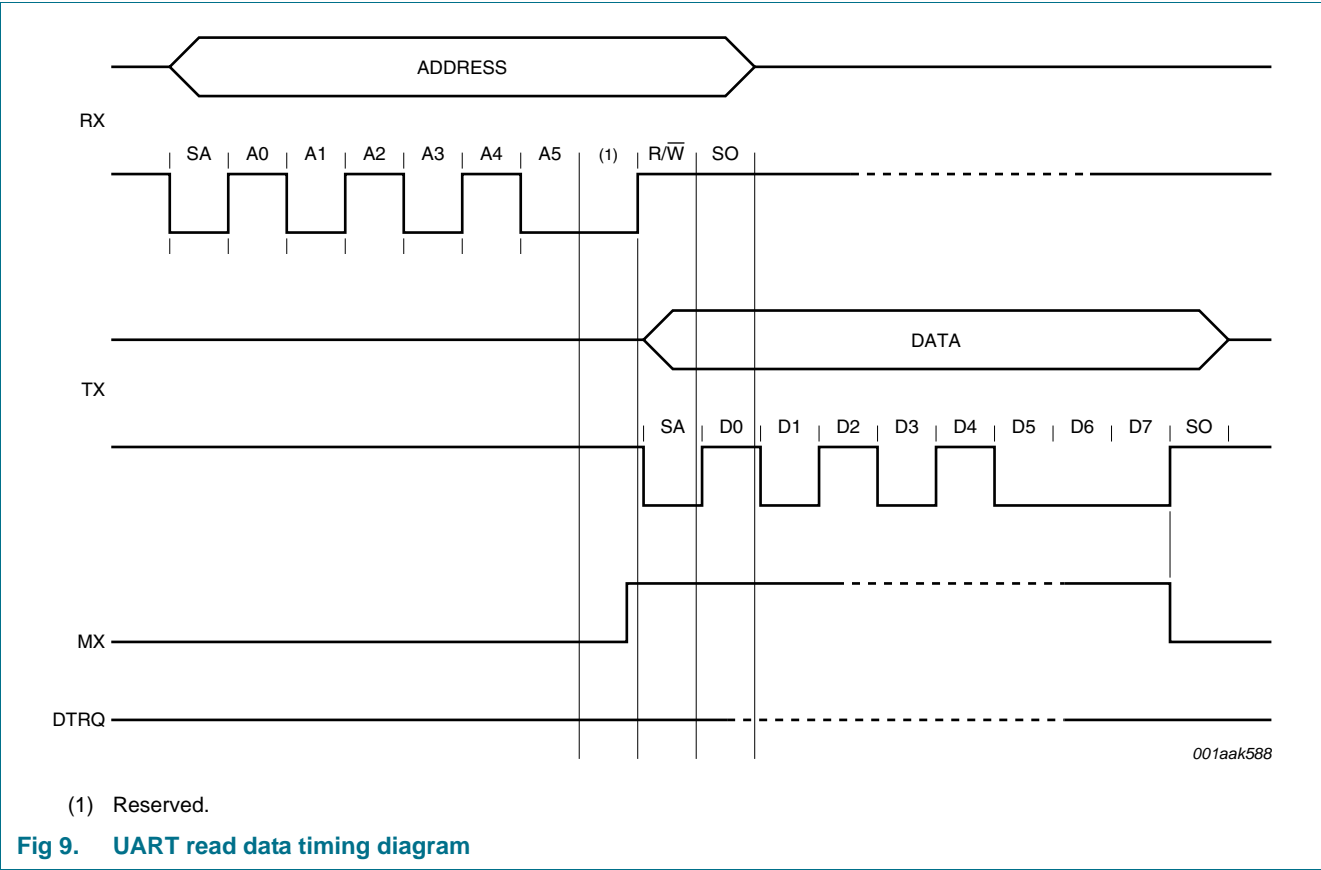 ADDRESS
RX
SA A0 A1 A2 A3 A4 A5 (1) R/W̅ SO
DATA
TX
SA D0 D1 D2 D3 D4 D5 D6 D7 SO
MX
DTRQ
001aak588
(1) Reserved.
Fig 9. UART read data timing diagram